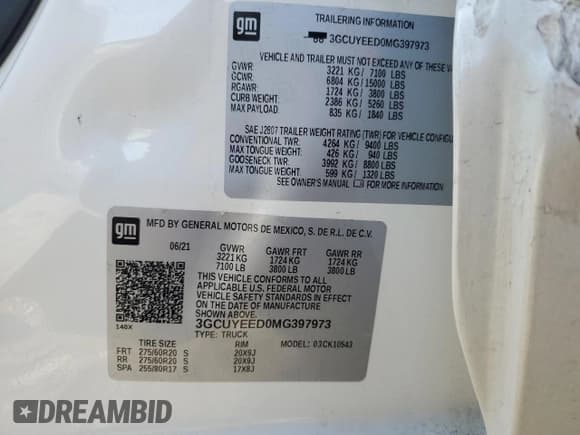 gm
TRAILERING INFORMATION
3GCUYEED0MG397973
VEHICLE AND TRAILER MUST NOT EXCEED ANY OF THESE
GVWR: 3221 KG/ 7100 LBS
GCWR: 6804 KG/ 15000 LBS
RGAWR: 1724 KG/ 3800 LBS
CURB WEIGHT: 2386 KG/ 5260 LBS
MAX PAYLOAD: 835 KG/ 1840 LBS
SAE J2807 TRAILER WEIGHT RATING (TWR) FOR VEHICLE
CONVENTIONAL TWR: 4264 KG/ 9400 LBS
MAX TONGUE WEIGHT: 426 KG/ 940 LBS
GOOSENECK TWR: 3992 KG/ 8800 LBS
MAX TONGUE WEIGHT: 599 KG/ 1320 LBS
SEE OWNER'S MANUAL FOR MORE INFORMATION
gm
MFD BY GENERAL MOTORS DE MEXICO, S. DE R.L. DE C.V.
06/21 GVWR GAWR FRT GAWR RR
3221 KG 1724 KG 1724 KG
7100 LB 3800 LB 3800 LB
THIS VEHICLE CONFORMS TO ALL
APPLICABLE U.S. FEDERAL MOTOR
VEHICLE SAFETY STANDARDS IN EFFECT
ON THE DATE OF MANUFACTURE
SHOWN ABOVE.
140X 3GCUYEED0MG397973
TYPE: TRUCK
TIRE SIZE RIM MODEL: 03CK10543
FRT 275/60R20 S 20X9J
RR 275/60R20 S 20X9J
SPA 255/80R17 S 17X8J
DREAMBID